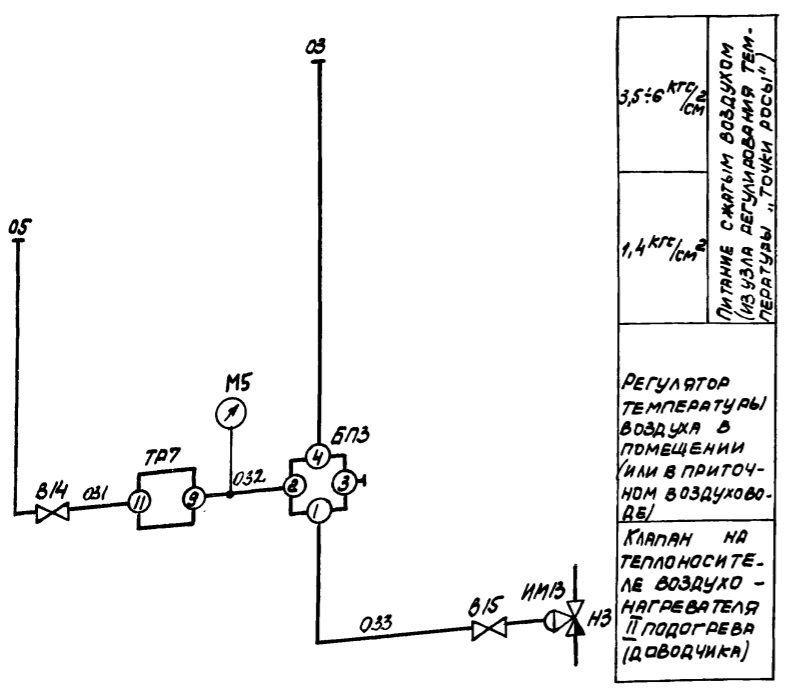 03
05
М5
БП3
ТР7
032
В14
031
11
9
2
4
3
1
ИМ13
В15
Н3
033
3,5÷6 кгс/см2
1,4 кгс/см2
Питание сжатым воздухом
(из узла регулирования тем-
пературы „точки росы")
Регулятор
температуры
воздуха в
помещении
(или в приточ-
ном воздухово-
де)
Клапан на
теплоносите-
ле воздухо-
нагревателя
II подогрева
(доводчика)